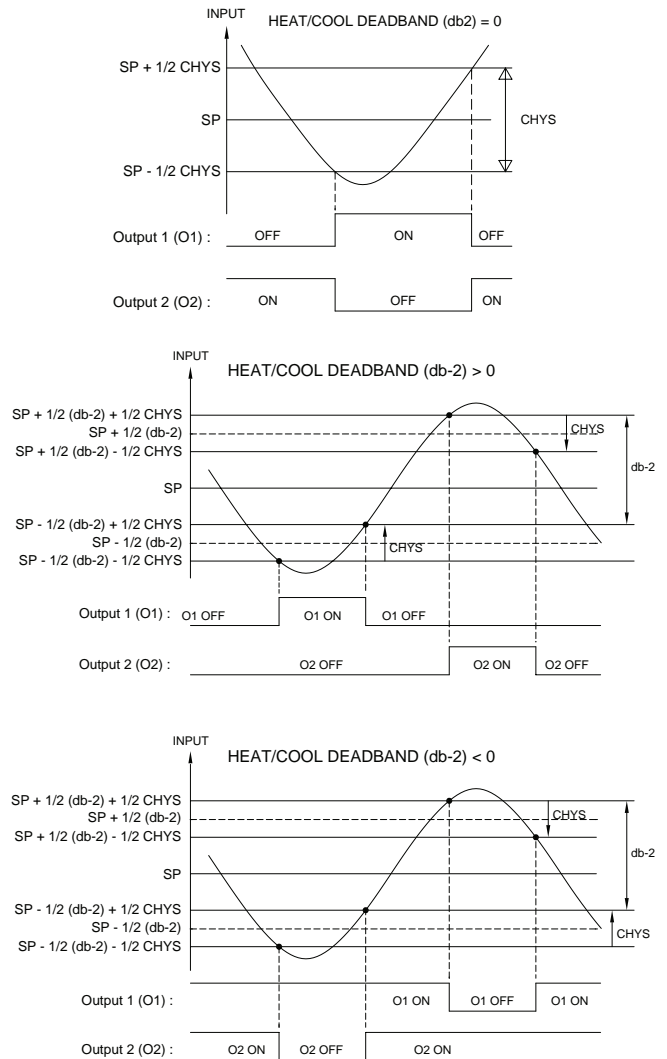 INPUT
HEAT/COOL DEADBAND (db2) = 0
SP + 1/2 CHYS
SP
CHYS
SP - 1/2 CHYS
Output 1 (O1) : OFF ON OFF
Output 2 (O2) : ON OFF ON
INPUT
HEAT/COOL DEADBAND (db-2) > 0
SP + 1/2 (db-2) + 1/2 CHYS
SP + 1/2 (db-2)
CHYS
SP + 1/2 (db-2) - 1/2 CHYS
db-2
SP
SP - 1/2 (db-2) + 1/2 CHYS
SP - 1/2 (db-2)
CHYS
SP - 1/2 (db-2) - 1/2 CHYS
Output 1 (O1) : O1 OFF O1 ON O1 OFF
Output 2 (O2) : O2 OFF O2 ON O2 OFF
INPUT
HEAT/COOL DEADBAND (db-2) < 0
SP + 1/2 (db-2) + 1/2 CHYS
SP + 1/2 (db-2)
CHYS
SP + 1/2 (db-2) - 1/2 CHYS
db-2
SP
SP - 1/2 (db-2) + 1/2 CHYS
SP - 1/2 (db-2)
CHYS
SP - 1/2 (db-2) - 1/2 CHYS
Output 1 (O1) : O1 ON O1 OFF O1 ON
Output 2 (O2) : O2 ON O2 OFF O2 ON